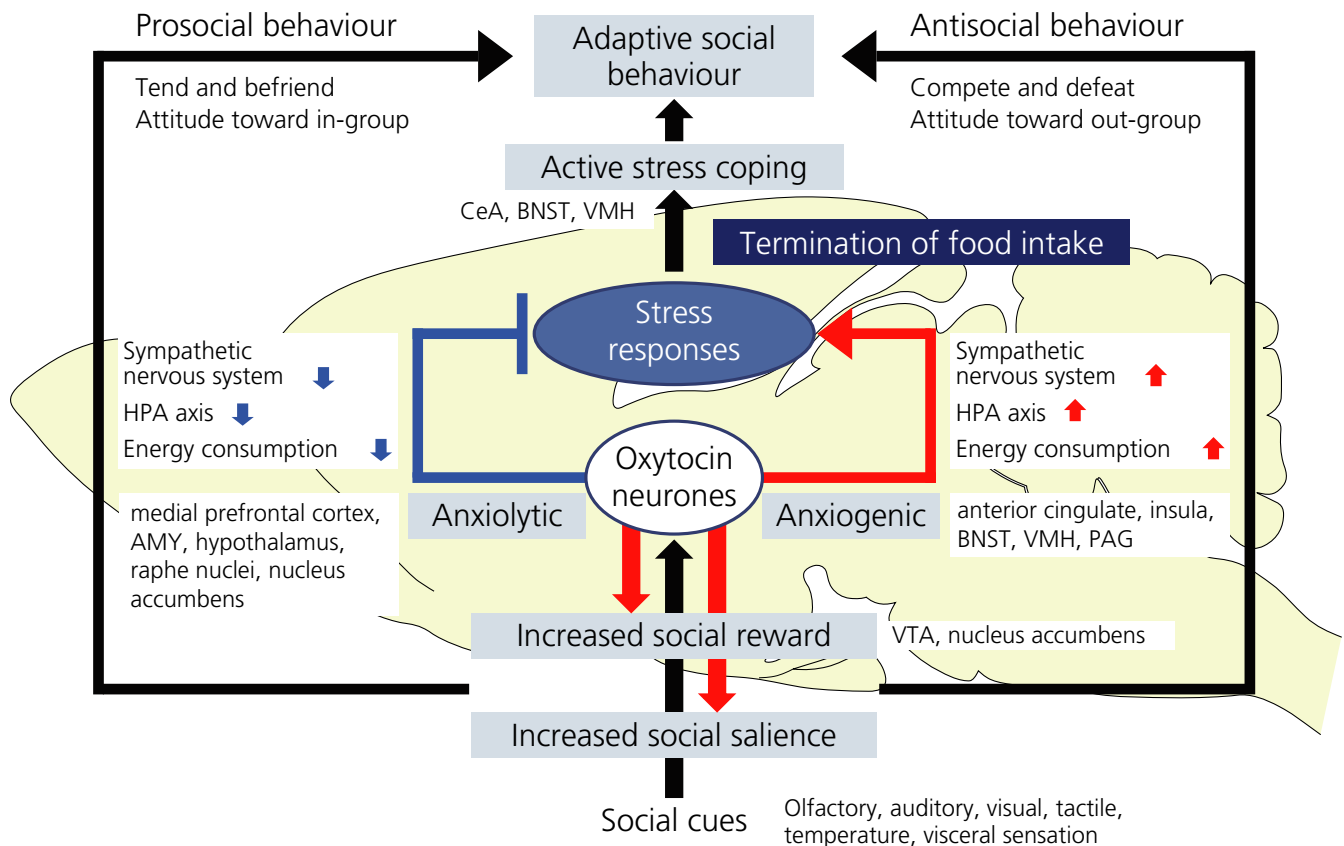 Prosocial behaviour
Tend and befriend
Attitude toward in-group
Adaptive social
behaviour
Antisocial behaviour
Compete and defeat
Attitude toward out-group
Active stress coping
CeA, BNST, VMH
Termination of food intake
Stress
responses
Sympathetic
nervous system
HPA axis
Energy consumption
Sympathetic
nervous system
HPA axis
Energy consumption
Oxytocin
neurones
Anxiolytic
Anxiogenic
medial prefrontal cortex,
AMY, hypothalamus,
raphe nuclei, nucleus
accumbens
anterior cingulate, insula,
BNST, VMH, PAG
Increased social reward
VTA, nucleus accumbens
Increased social salience
Social cues
Olfactory, auditory, visual, tactile,
temperature, visceral sensation